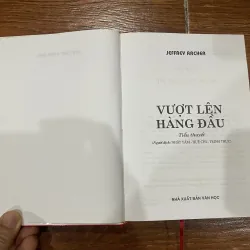 JEFFREY ARCHER
VƯỢT LÊN
HÀNG ĐẦU
Tiểu thuyết
NHÀ XUẤT BẢN VĂN HỌC